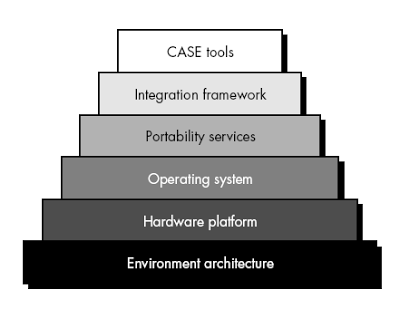 CASE tools
Integration framework
Portability services
Operating system
Hardware platform
Environment architecture